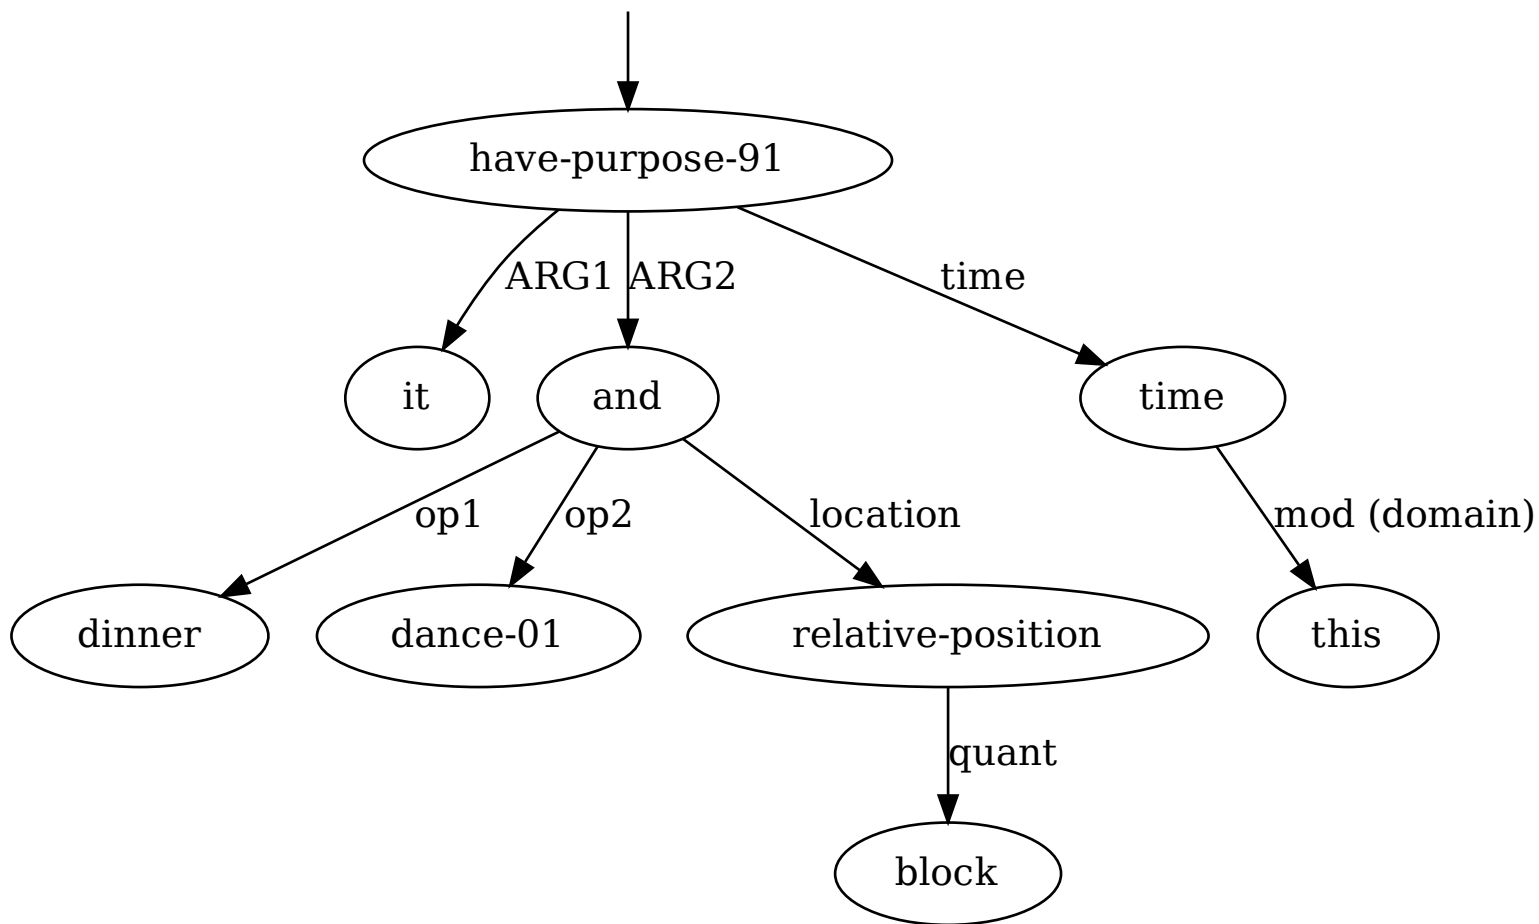 have-purpose-91
ARG1 ARG2 time
it and time
op1 op2 location mod (domain)
dinner dance-01 relative-position this
quant
block